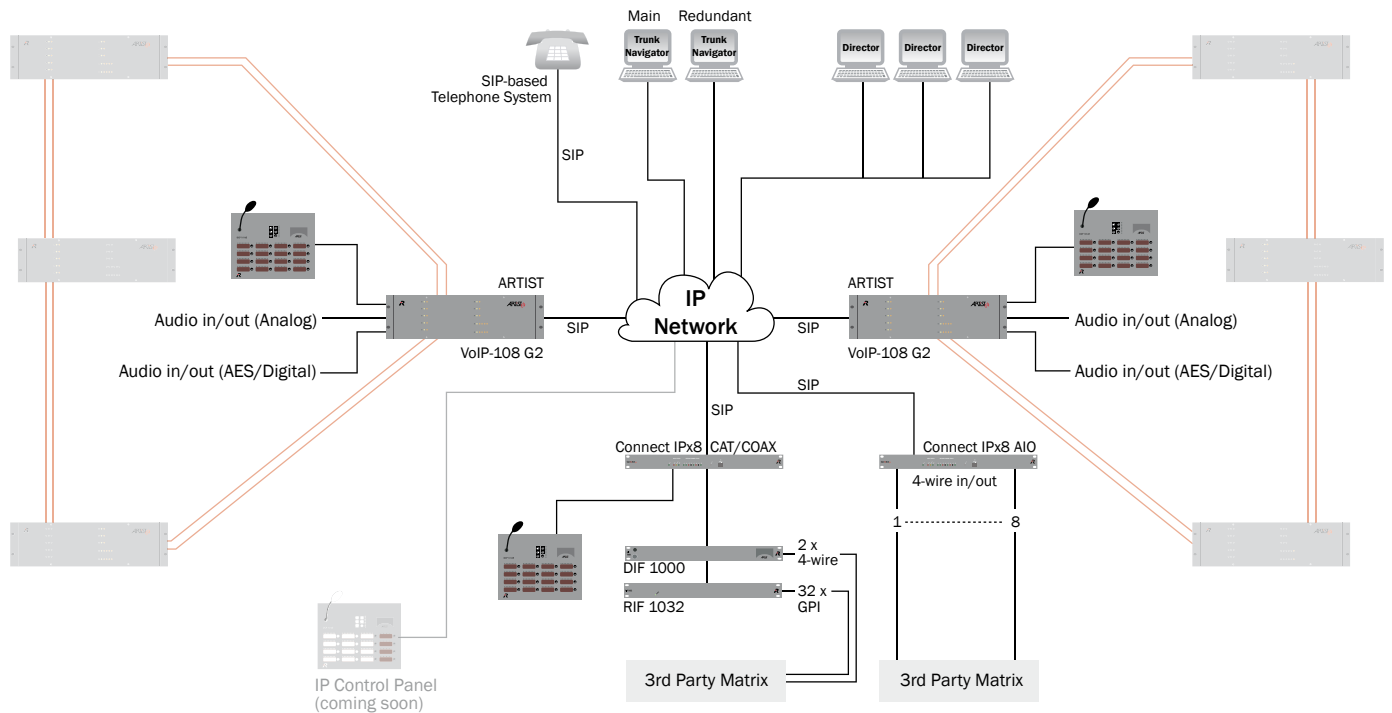 Main
Redundant
Trunk
Navigator
Trunk
Navigator
Director
Director
Director
SIP-based
Telephone System
SIP
ARTIST
IP
Network
ARTIST
Audio in/out (Analog)
SIP
SIP
Audio in/out (Analog)
VoIP-108 G2
VoIP-108 G2
Audio in/out (AES/Digital)
Audio in/out (AES/Digital)
SIP
SIP
Connect IPx8 CAT/COAX
Connect IPx8 AIO
4-wire in/out
1
8
2 x
4-wire
DIF 1000
32 x
GPI
RIF 1032
3rd Party Matrix
3rd Party Matrix
IP Control Panel
(coming soon)